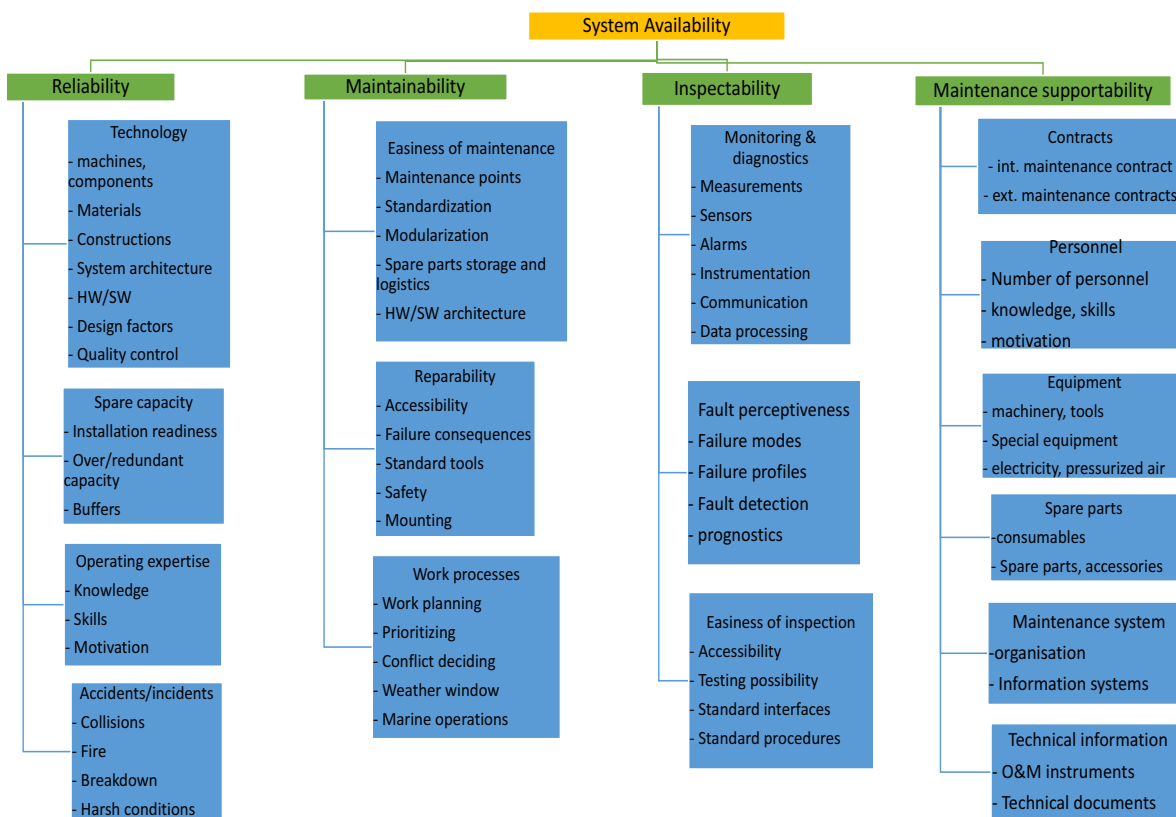 System Availability
Reliability
Technology
- machines,
components
- Materials
- Constructions
- System architecture
- HW/SW
- Design factors
- Quality control
Spare capacity
- Installation readiness
- Over/redundant
capacity
- Buffers
Operating expertise
- Knowledge
- Skills
- Motivation
Accidents/incidents
- Collisions
- Fire
- Breakdown
- Harsh conditions
Maintainability
Easiness of maintenance
- Maintenance points
- Standardization
- Modularization
- Spare parts storage and
logistics
- HW/SW architecture
Reparability
- Accessibility
- Failure consequences
- Standard tools
- Safety
- Mounting
Work processes
- Work planning
- Prioritizing
- Conflict deciding
- Weather window
- Marine operations
Inspectability
Monitoring &
diagnostics
- Measurements
- Sensors
- Alarms
- Instrumentation
- Communication
- Data processing
Fault perceptiveness
- Failure modes
- Failure profiles
- Fault detection
- prognostics
Easiness of inspection
- Accessibility
- Testing possibility
- Standard interfaces
- Standard procedures
Maintenance supportability
Contracts
- int. maintenance contract
- ext. maintenance contracts
Personnel
- Number of personnel
- knowledge, skills
- motivation
Equipment
- machinery, tools
- Special equipment
- electricity, pressurized air
Spare parts
-consumables
- Spare parts, accessories
Maintenance system
-organisation
- Information systems
Technical information
- O&M instruments
- Technical documents